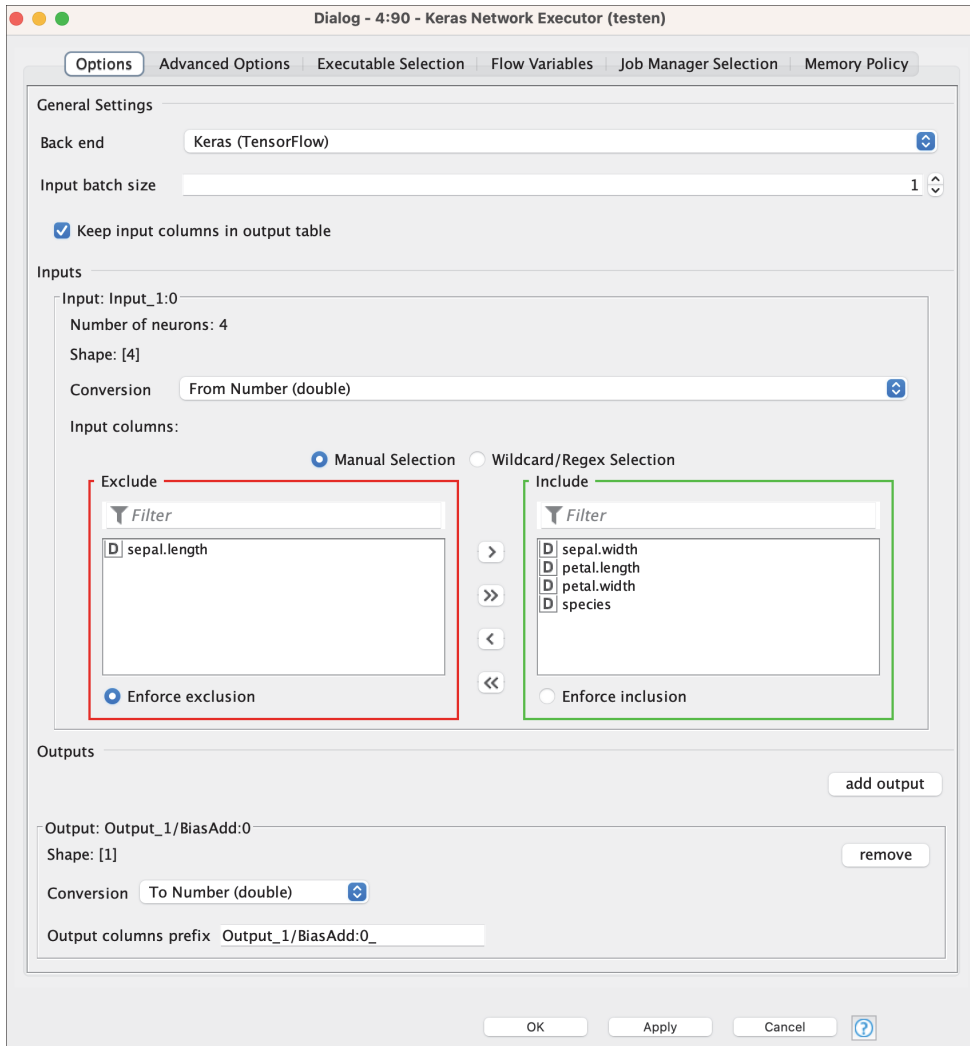 Dialog - 4:90 - Keras Network Executor (testen)
Options Advanced Options Executable Selection Flow Variables Job Manager Selection Memory Policy
General Settings
Back end Keras (TensorFlow)
Input batch size 1
Keep input columns in output table
Inputs
Input: Input_1:0
Number of neurons: 4
Shape: [4]
Conversion From Number (double)
Input columns:
Manual Selection Wildcard/Regex Selection
Exclude
Filter
D sepal.length
Enforce exclusion
>
>>
<
<<
Include
Filter
D sepal.width
D petal.length
D petal.width
D species
Enforce inclusion
Outputs
add output
Output: Output_1/BiasAdd:0
Shape: [1]
remove
Conversion To Number (double)
Output columns prefix Output_1/BiasAdd:0_
OK Apply Cancel ?